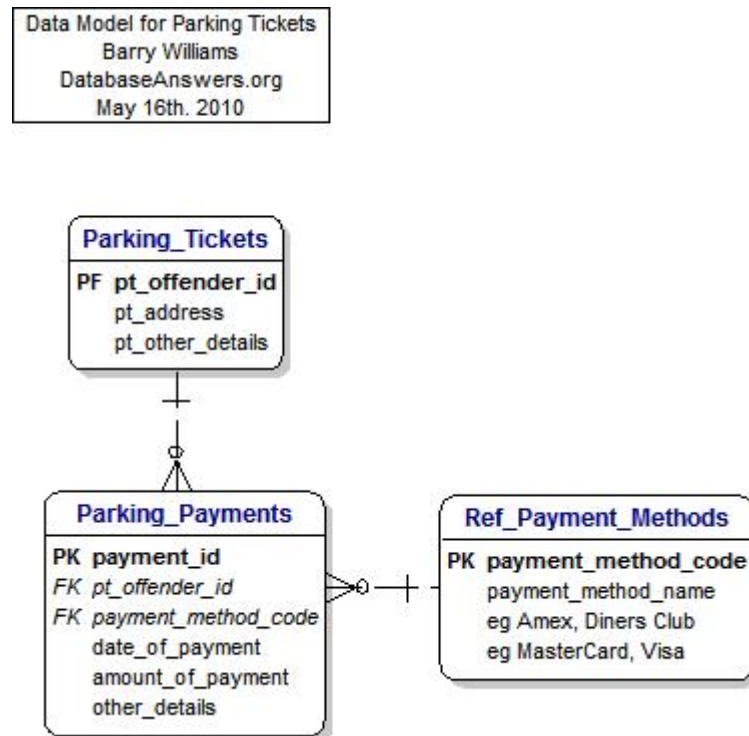 Data Model for Parking Tickets
Barry Williams
DatabaseAnswers.org
May 16th. 2010
Parking_Tickets
PF pt_offender_id
pt_address
pt_other_details
Parking_Payments
PK payment_id
FK pt_offender_id
FK payment_method_code
date_of_payment
amount_of_payment
other_details
Ref_Payment_Methods
PK payment_method_code
payment_method_name
eg Amex, Diners Club
eg MasterCard, Visa